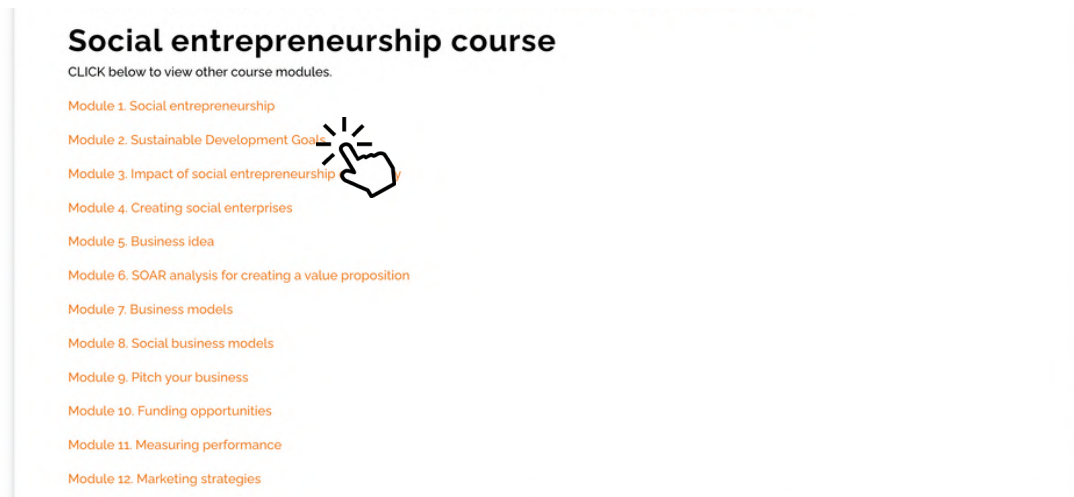 Social entrepreneurship course
CLICK below to view other course modules.
Module 1. Social entrepreneurship
Module 2. Sustainable Development Goals
Module 3. Impact of social entrepreneurship
Module 4. Creating social enterprises
Module 5. Business idea
Module 6. SOAR analysis for creating a value proposition
Module 7. Business models
Module 8. Social business models
Module 9. Pitch your business
Module 10. Funding opportunities
Module 11. Measuring performance
Module 12. Marketing strategies